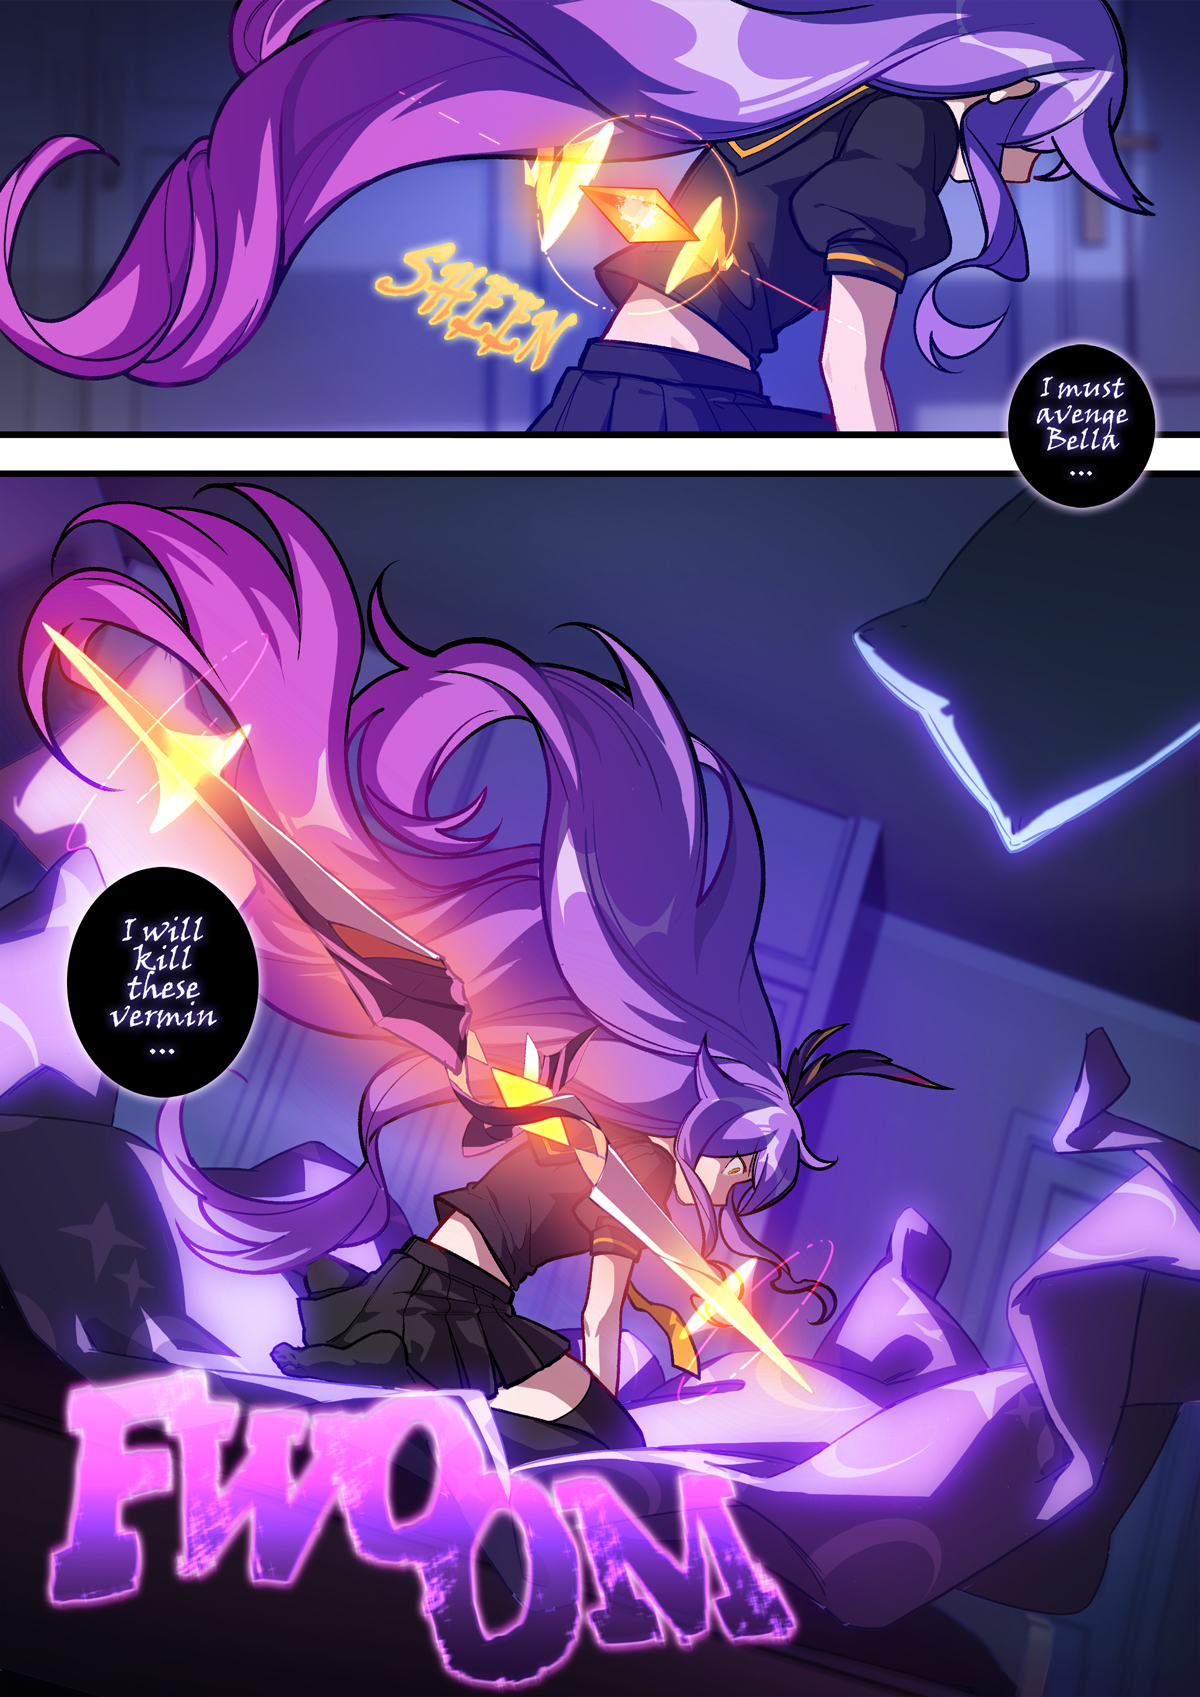 SHEEN
I must
avenge
Bella
...
I will
kill
these
vermin
...
FWOOM